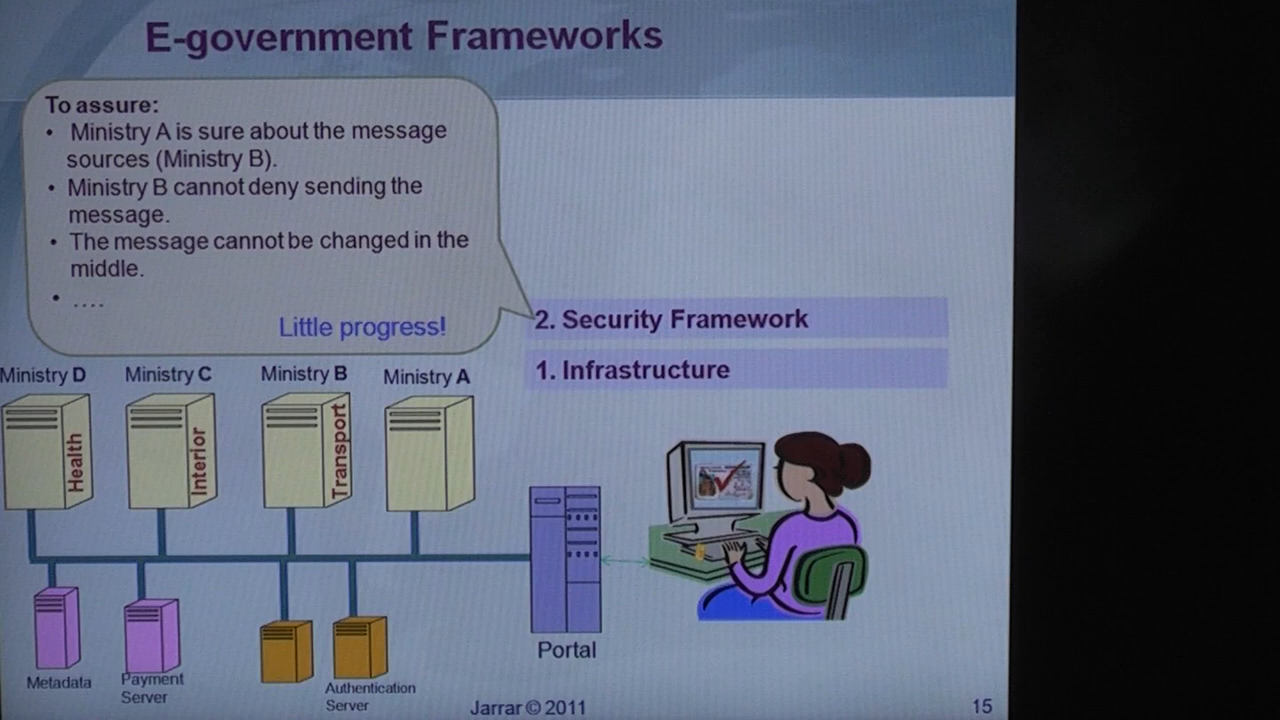 E-government Frameworks
To assure:
• Ministry A is sure about the message
sources (Ministry B).
• Ministry B cannot deny sending the
message.
• The message cannot be changed in the
middle.
• ....
Little progress!
2. Security Framework
1. Infrastructure
Ministry D
Ministry C
Ministry B
Ministry A
Health
Interior
Transport
Portal
Metadata
Payment
Server
Authentication
Server
Jarrar © 2011
15